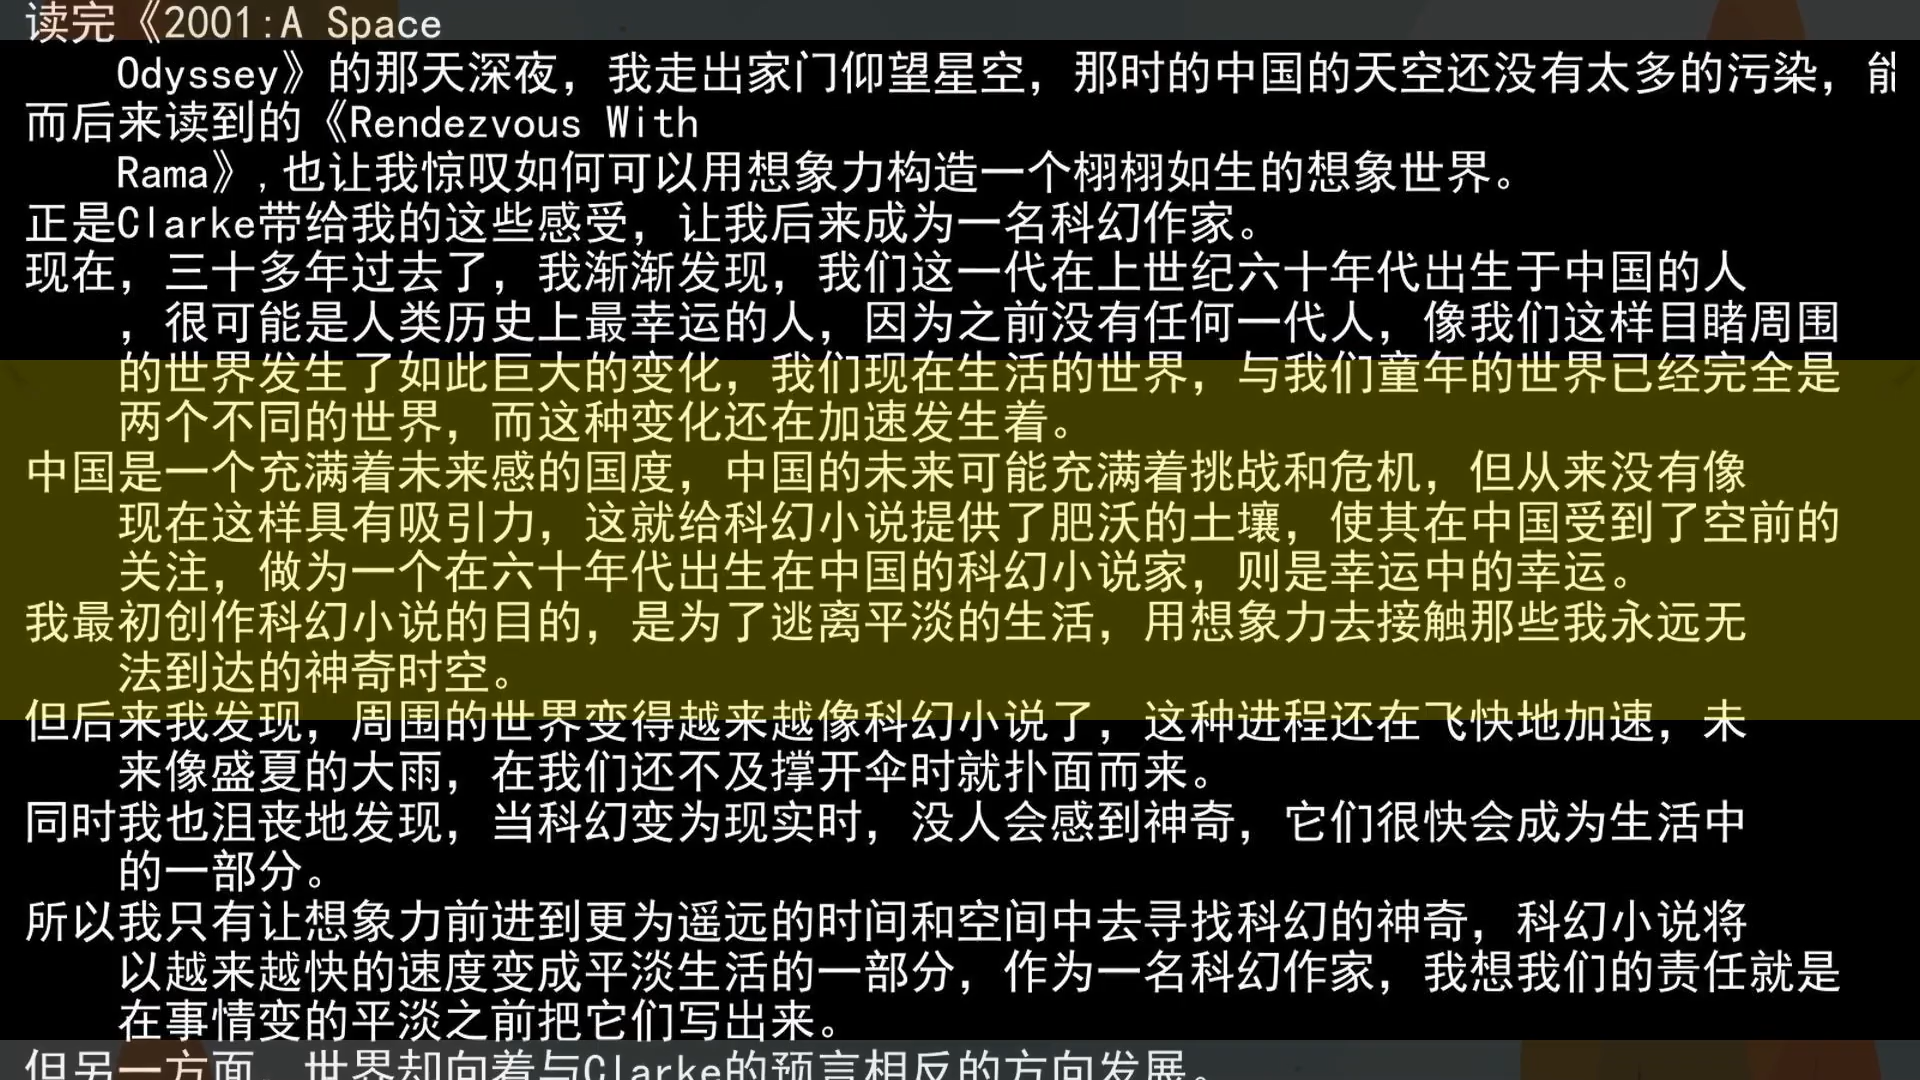 读完《2001:A Space
Odyssey》的那天深夜，我走出家门仰望星空，那时的中国的天空还没有太多的污染，
而后来读到的《Rendezvous With
Rama》,也让我惊叹如何可以用想象力构造一个栩栩如生的想象世界。
正是Clarke带给我的这些感受，让我后来成为一名科幻作家。
现在，三十多年过去了，我渐渐发现，我们这一代在上世纪六十年代出生于中国的人
，很可能是人类历史上最幸运的人，因为之前没有任何一代人，像我们这样目睹周围
的世界发生了如此巨大的变化，我们现在生活的世界，与我们童年的世界已经完全是
两个不同的世界，而这种变化还在加速发生着。
中国是一个充满着未来感的国度，中国的未来可能充满着挑战和危机，但从来没有像
现在这样具有吸引力，这就给科幻小说提供了肥沃的土壤，使其在中国受到了空前的
关注，做为一个在六十年代出生在中国的科幻小说家，则是幸运中的幸运。
我最初创作科幻小说的目的，是为了逃离平淡的生活，用想象力去接触那些我永远无
法到达的神奇时空。
但后来我发现，周围的世界变得越来越像科幻小说了，这种进程还在飞快地加速，未
来像盛夏的大雨，在我们还不及撑开伞时就扑面而来。
同时我也沮丧地发现，当科幻变为现实时，没人会感到神奇，它们很快会成为生活中
的一部分。
所以我只有让想象力前进到更为遥远的时间和空间中去寻找科幻的神奇，科幻小说将
以越来越快的速度变成平淡生活的一部分，作为一名科幻作家，我想我们的责任就是
在事情变的平淡之前把它们写出来。
但另一方面，世界却向着与Clarke的预言相反的方向发展。